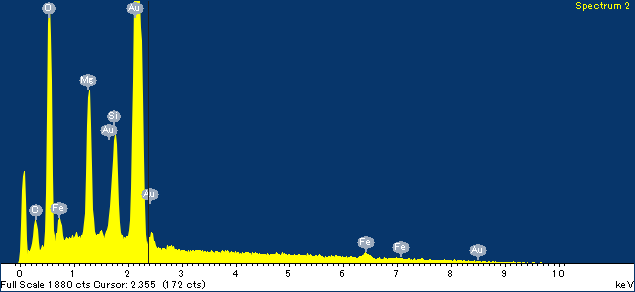 Spectrum 2
O Au
Mg
Si
Au
Au
C Fe
Fe Fe Au
0 1 2 3 4 5 6 7 8 9 10
Full Scale 1880 cts Cursor: 2.355 (172 cts) keV